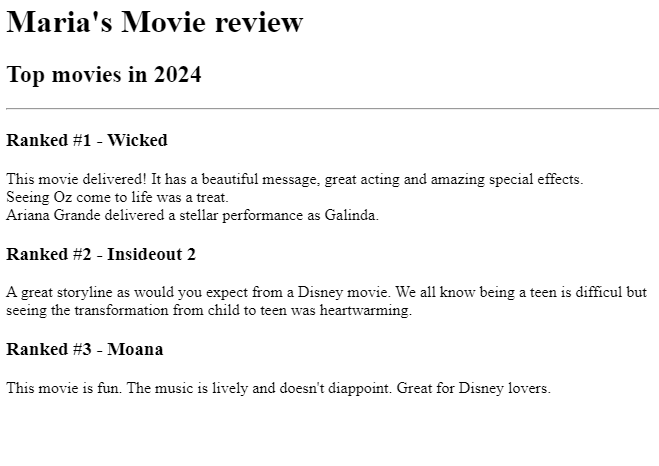 Maria's Movie review
Top movies in 2024
Ranked #1 - Wicked
This movie delivered! It has a beautiful message, great acting and amazing special effects.
Seeing Oz come to life was a treat.
Ariana Grande delivered a stellar performance as Galinda.
Ranked #2 - Insideout 2
A great storyline as would you expect from a Disney movie. We all know being a teen is difficul but
seeing the transformation from child to teen was heartwarming.
Ranked #3 - Moana
This movie is fun. The music is lively and doesn't diappoint. Great for Disney lovers.